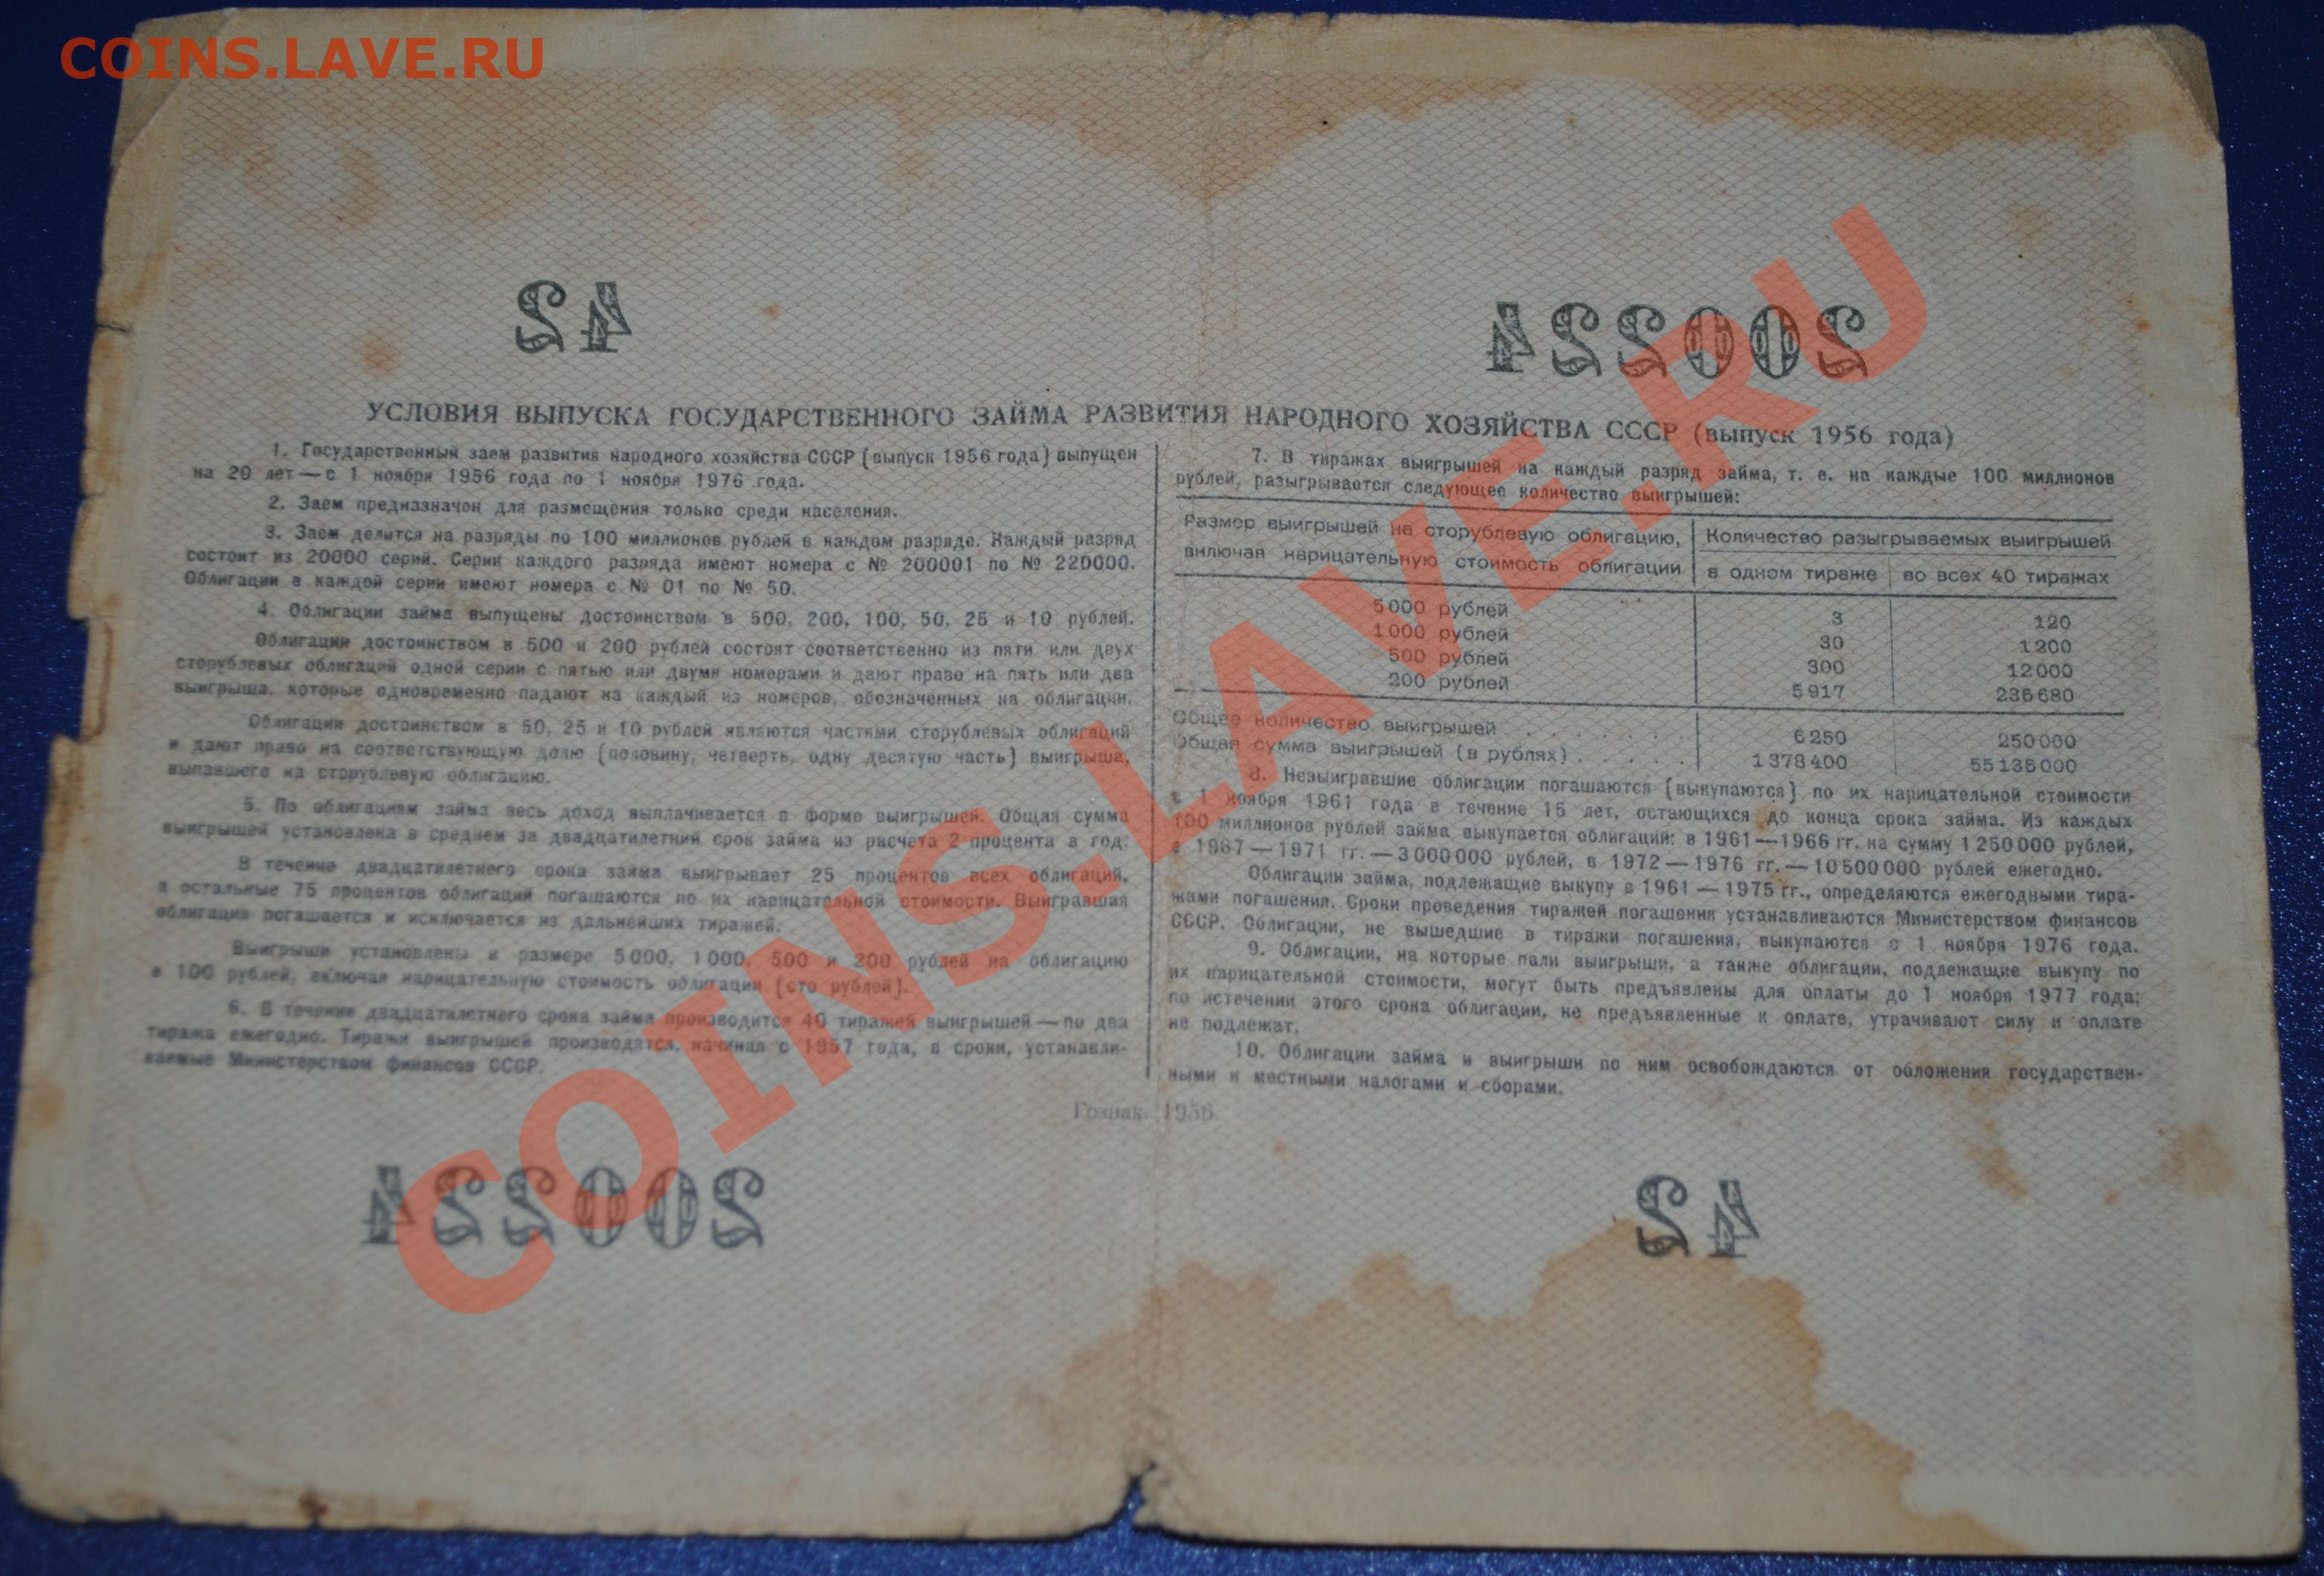 COINS.LAVE.RU
42
200224
УСЛОВИЯ ВЫПУСКА ГОСУДАРСТВЕННОГО ЗАЙМА РАЗВИТИЯ НАРОДНОГО ХОЗЯЙСТВА СССР (выпуск 1956 года)
1. Государственный заем развития народного хозяйства СССР (выпуск 1956 года) выпущен
на 20 лет — с 1 ноября 1956 года по 1 ноября 1976 года.
2. Заем предназначен для размещения только среди населения.
3. Заем делится на разряды по 100 миллионов рублей в каждом разряде. Каждый разряд
состоит из 20000 серий. Серии каждого разряда имеют номера с № 200001 по № 220000.
Облигации в каждой серии имеют номера с № 01 по № 50.
4. Облигации займа выпущены достоинством в 500, 200, 100, 50, 25 и 10 рублей.
Облигации достоинством в 500 и 200 рублей состоят соответственно из пяти или двух
сторублевых облигаций одной серии с пятью или двумя номерами и дают право на пять или два
выигрыша, которые одновременно падают на каждый из номеров, обозначенных на облигации.
Облигации достоинством в 50, 25 и 10 рублей являются частями сторублевых облигаций
и дают право на соответствующую долю (половину, четверть, одну десятую часть) выигрыша,
выпавшего на сторублевую облигацию.
5. По облигациям займа весь доход выплачивается в форме выигрышей. Общая сумма
выигрышей установлена в среднем за двадцатилетний срок займа из расчета 2 процента в год.
В течение двадцатилетнего срока займа выигрывает 25 процентов всех облигаций,
а остальные 75 процентов облигаций погашаются по их нарицательной стоимости. Выигравшая
облигация погашается и исключается из дальнейших тиражей.
Выигрыши установлены в размере 5000, 1000, 500 и 200 рублей на облигацию
в 100 рублей, включая нарицательную стоимость облигации (сто рублей).
6. В течение двадцатилетнего срока займа производится 40 тиражей выигрышей — по два
тиража ежегодно. Тиражи выигрышей производятся, начиная с 1957 года, в сроки, устанавли-
ваемые Министерством финансов СССР.
7. В тиражах выигрышей на каждый разряд займа, т. е. на каждые 100 миллионов
рублей, разыгрывается следующее количество выигрышей:
Размер выигрышей на сторублевую облигацию, включая нарицательную стоимость облигации
Количество разыгрываемых выигрышей
в одном тираже во всех 40 тиражах
5000 рублей 3 120
1000 рублей 30 1200
500 рублей 300 12000
200 рублей 5917 236680
Общее количество выигрышей . . . . . . . 6250 250000
Общая сумма выигрышей (в рублях) . . . . . 1378400 55136000
8. Невыигравшие облигации погашаются (выкупаются) по их нарицательной стоимости
с 1 ноября 1961 года в течение 15 лет, остающихся до конца срока займа. Из каждых
100 миллионов рублей займа выкупается облигаций: в 1961—1966 гг. на сумму 1250000 рублей,
в 1967—1971 гг. — 3000000 рублей, в 1972—1976 гг. — 10500000 рублей ежегодно.
Облигации займа, подлежащие выкупу в 1961—1975 гг., определяются ежегодными тира-
жами погашения. Сроки проведения тиражей погашения устанавливаются Министерством финансов
СССР. Облигации, не вышедшие в тиражи погашения, выкупаются с 1 ноября 1976 года.
9. Облигации, на которые пали выигрыши, а также облигации, подлежащие выкупу по
их нарицательной стоимости, могут быть предъявлены для оплаты до 1 ноября 1977 года;
по истечении этого срока облигации, не предъявленные к оплате, утрачивают силу и оплате
не подлежат.
10. Облигации займа и выигрыши по ним освобождаются от обложения государствен-
ными и местными налогами и сборами.
Гознак. 1956.
200224
42
COINS.LAVE.RU